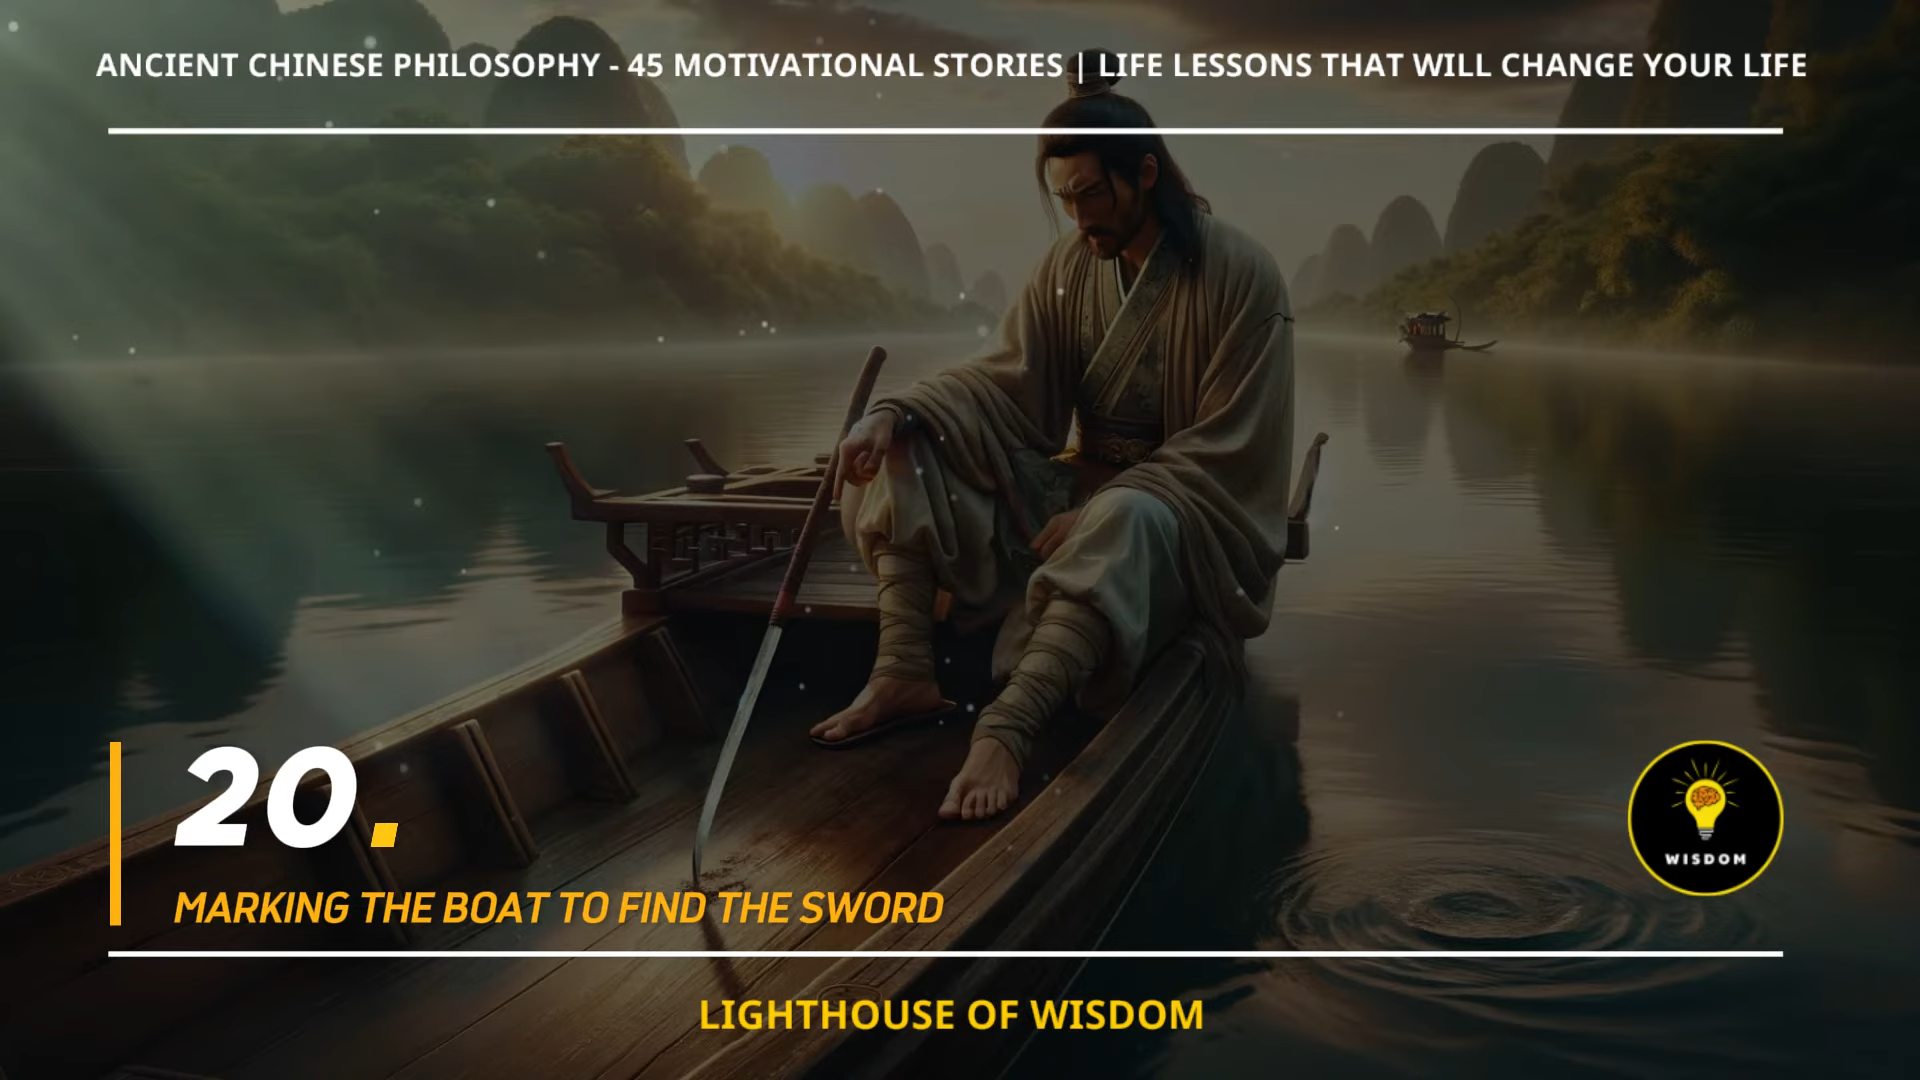 ANCIENT CHINESE PHILOSOPHY - 45 MOTIVATIONAL STORIES | LIFE LESSONS THAT WILL CHANGE YOUR LIFE
20.
MARKING THE BOAT TO FIND THE SWORD
WISDOM
LIGHTHOUSE OF WISDOM